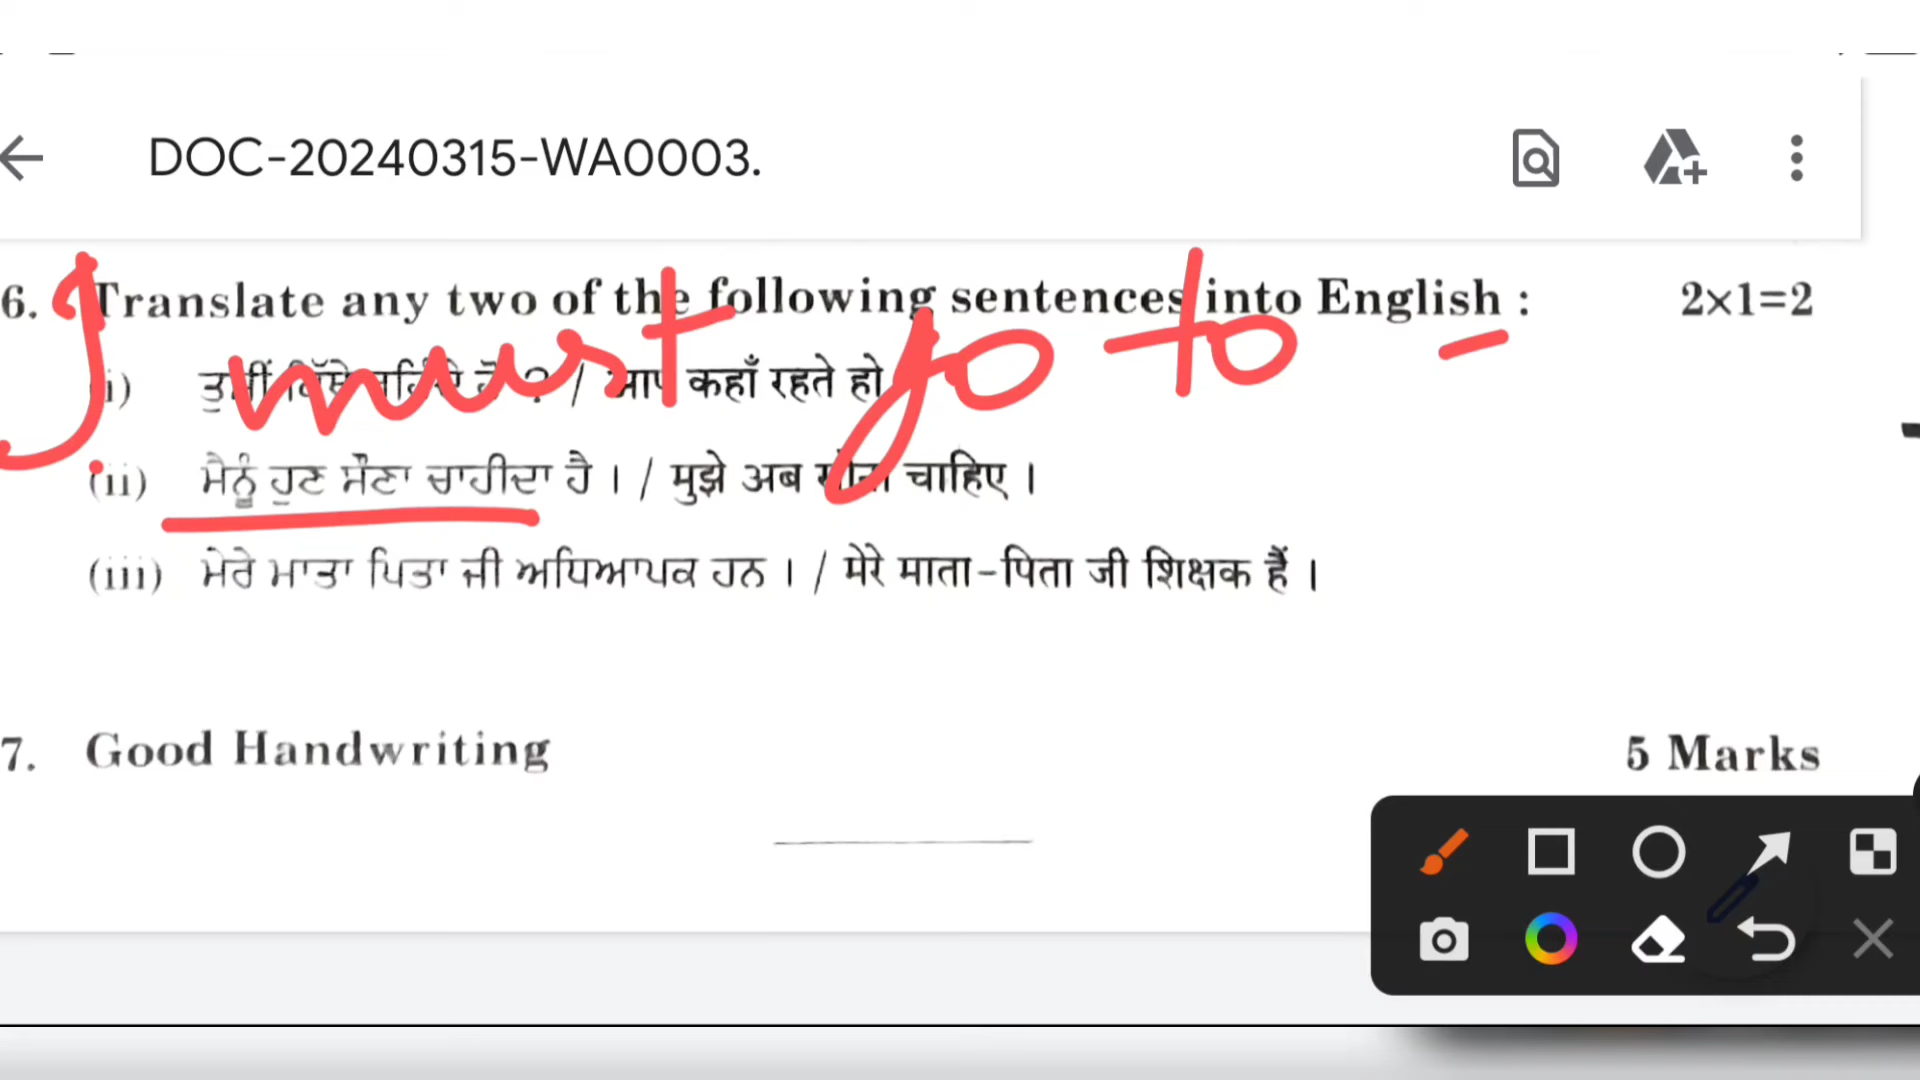 DOC-20240315-WA0003.
6. Translate any two of the following sentences into English : 2×1=2
I must go to
(i) ? / आप कहाँ रहते हो
(ii) ਮੈਨੂੰ ਹੁਣ ਸੌਣਾ ਚਾਹੀਦਾ ਹੈ । / मुझे अब सोना चाहिए ।
(iii) ਮੇਰੇ ਮਾਤਾ ਪਿਤਾ ਜੀ ਅਧਿਆਪਕ ਹਨ । / मेरे माता-पिता जी शिक्षक हैं ।
7. Good Handwriting 5 Marks